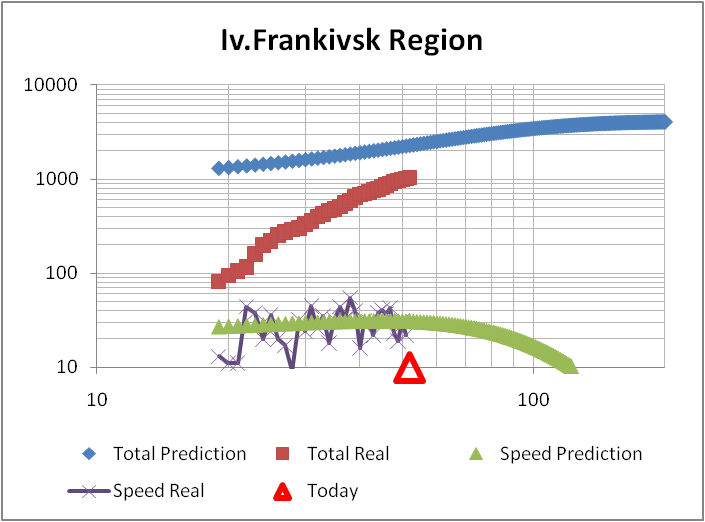 Iv.Frankivsk Region
10000
1000
100
10
10 100
Total Prediction Total Real Speed Prediction
Speed Real Today